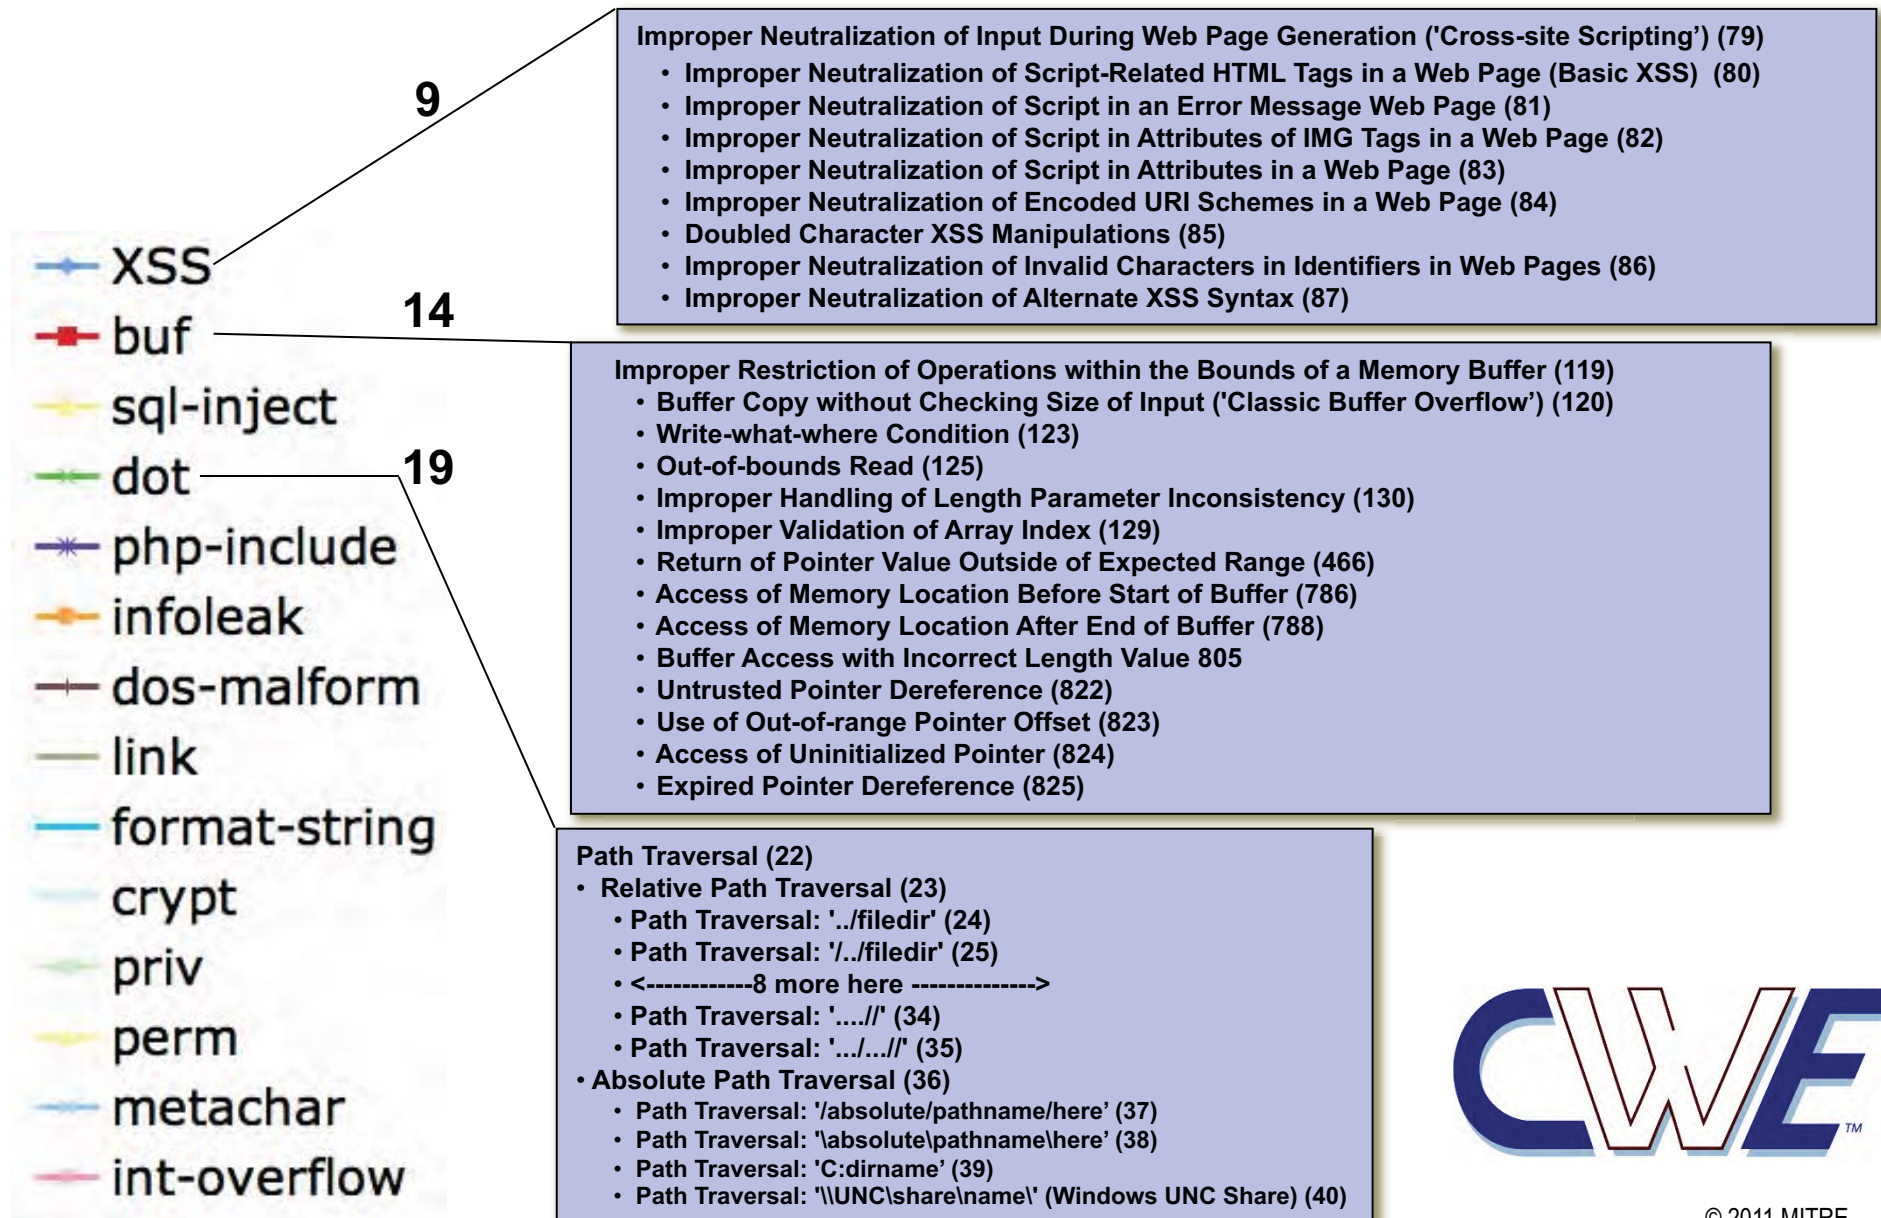 9
Improper Neutralization of Input During Web Page Generation ('Cross-site Scripting’) (79)
• Improper Neutralization of Script-Related HTML Tags in a Web Page (Basic XSS) (80)
• Improper Neutralization of Script in an Error Message Web Page (81)
• Improper Neutralization of Script in Attributes of IMG Tags in a Web Page (82)
• Improper Neutralization of Script in Attributes in a Web Page (83)
• Improper Neutralization of Encoded URI Schemes in a Web Page (84)
• Doubled Character XSS Manipulations (85)
• Improper Neutralization of Invalid Characters in Identifiers in Web Pages (86)
• Improper Neutralization of Alternate XSS Syntax (87)
XSS
buf
sql-inject
dot
php-include
infoleak
dos-malform
link
format-string
crypt
priv
perm
metachar
int-overflow
14
19
Improper Restriction of Operations within the Bounds of a Memory Buffer (119)
• Buffer Copy without Checking Size of Input ('Classic Buffer Overflow’) (120)
• Write-what-where Condition (123)
• Out-of-bounds Read (125)
• Improper Handling of Length Parameter Inconsistency (130)
• Improper Validation of Array Index (129)
• Return of Pointer Value Outside of Expected Range (466)
• Access of Memory Location Before Start of Buffer (786)
• Access of Memory Location After End of Buffer (788)
• Buffer Access with Incorrect Length Value 805
• Untrusted Pointer Dereference (822)
• Use of Out-of-range Pointer Offset (823)
• Access of Uninitialized Pointer (824)
• Expired Pointer Dereference (825)
Path Traversal (22)
• Relative Path Traversal (23)
• Path Traversal: '../filedir' (24)
• Path Traversal: '/../filedir' (25)
• <------------8 more here -------------->
• Path Traversal: '....//' (34)
• Path Traversal: '.../...//' (35)
• Absolute Path Traversal (36)
• Path Traversal: '/absolute/pathname/here’ (37)
• Path Traversal: '\absolute\pathname\here’ (38)
• Path Traversal: 'C:dirname’ (39)
• Path Traversal: '\\UNC\share\name\' (Windows UNC Share) (40)
CWE
TM
© 2011 MITRE